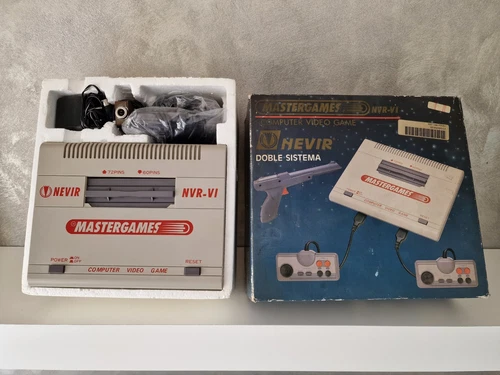 72PINS 60PINS
NEVIR NVR-VI
MASTERGAMES
POWER ON
OFF
RESET
COMPUTER VIDEO GAME
MASTERGAMES NVR-VI
COMPUTER VIDEO GAME
NEVIR
DOBLE SISTEMA
MASTERGAMES